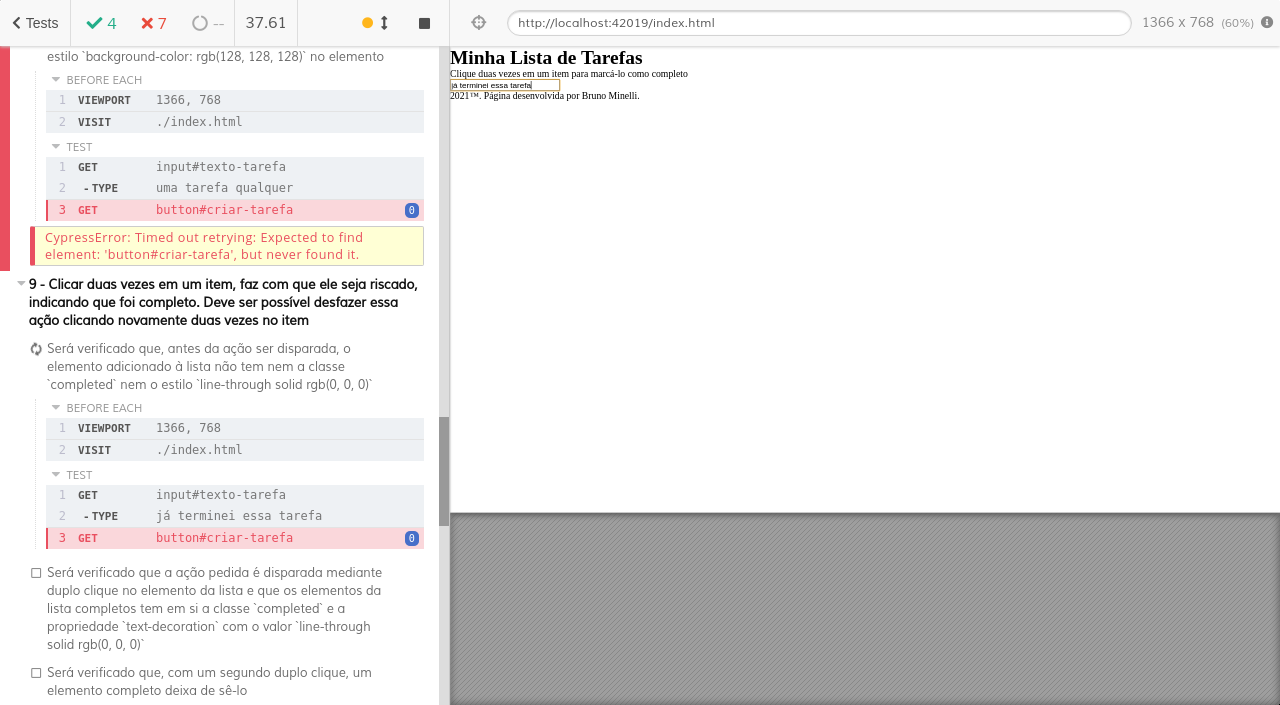 Tests
4
7
--
37.61
http://localhost:42019/index.html
1366 x 768 (60%)
estilo `background-color: rgb(128, 128, 128)` no elemento
BEFORE EACH
1 VIEWPORT 1366, 768
2 VISIT ./index.html
TEST
1 GET input#texto-tarefa
2 - TYPE uma tarefa qualquer
3 GET button#criar-tarefa 0
CypressError: Timed out retrying: Expected to find
element: 'button#criar-tarefa', but never found it.
9 - Clicar duas vezes em um item, faz com que ele seja riscado,
indicando que foi completo. Deve ser possível desfazer essa
ação clicando novamente duas vezes no item
Será verificado que, antes da ação ser disparada, o
elemento adicionado à lista não tem nem a classe
`completed` nem o estilo `line-through solid rgb(0, 0, 0)`
BEFORE EACH
1 VIEWPORT 1366, 768
2 VISIT ./index.html
TEST
1 GET input#texto-tarefa
2 - TYPE já terminei essa tarefa
3 GET button#criar-tarefa 0
Será verificado que a ação pedida é disparada mediante
duplo clique no elemento da lista e que os elementos da
lista completos tem em si a classe `completed` e a
propriedade `text-decoration` com o valor `line-through
solid rgb(0, 0, 0)`
Será verificado que, com um segundo duplo clique, um
elemento completo deixa de sê-lo
Minha Lista de Tarefas
Clique duas vezes em um item para marcá-lo como completo
já terminei essa tarefa
2021™. Página desenvolvida por Bruno Minelli.